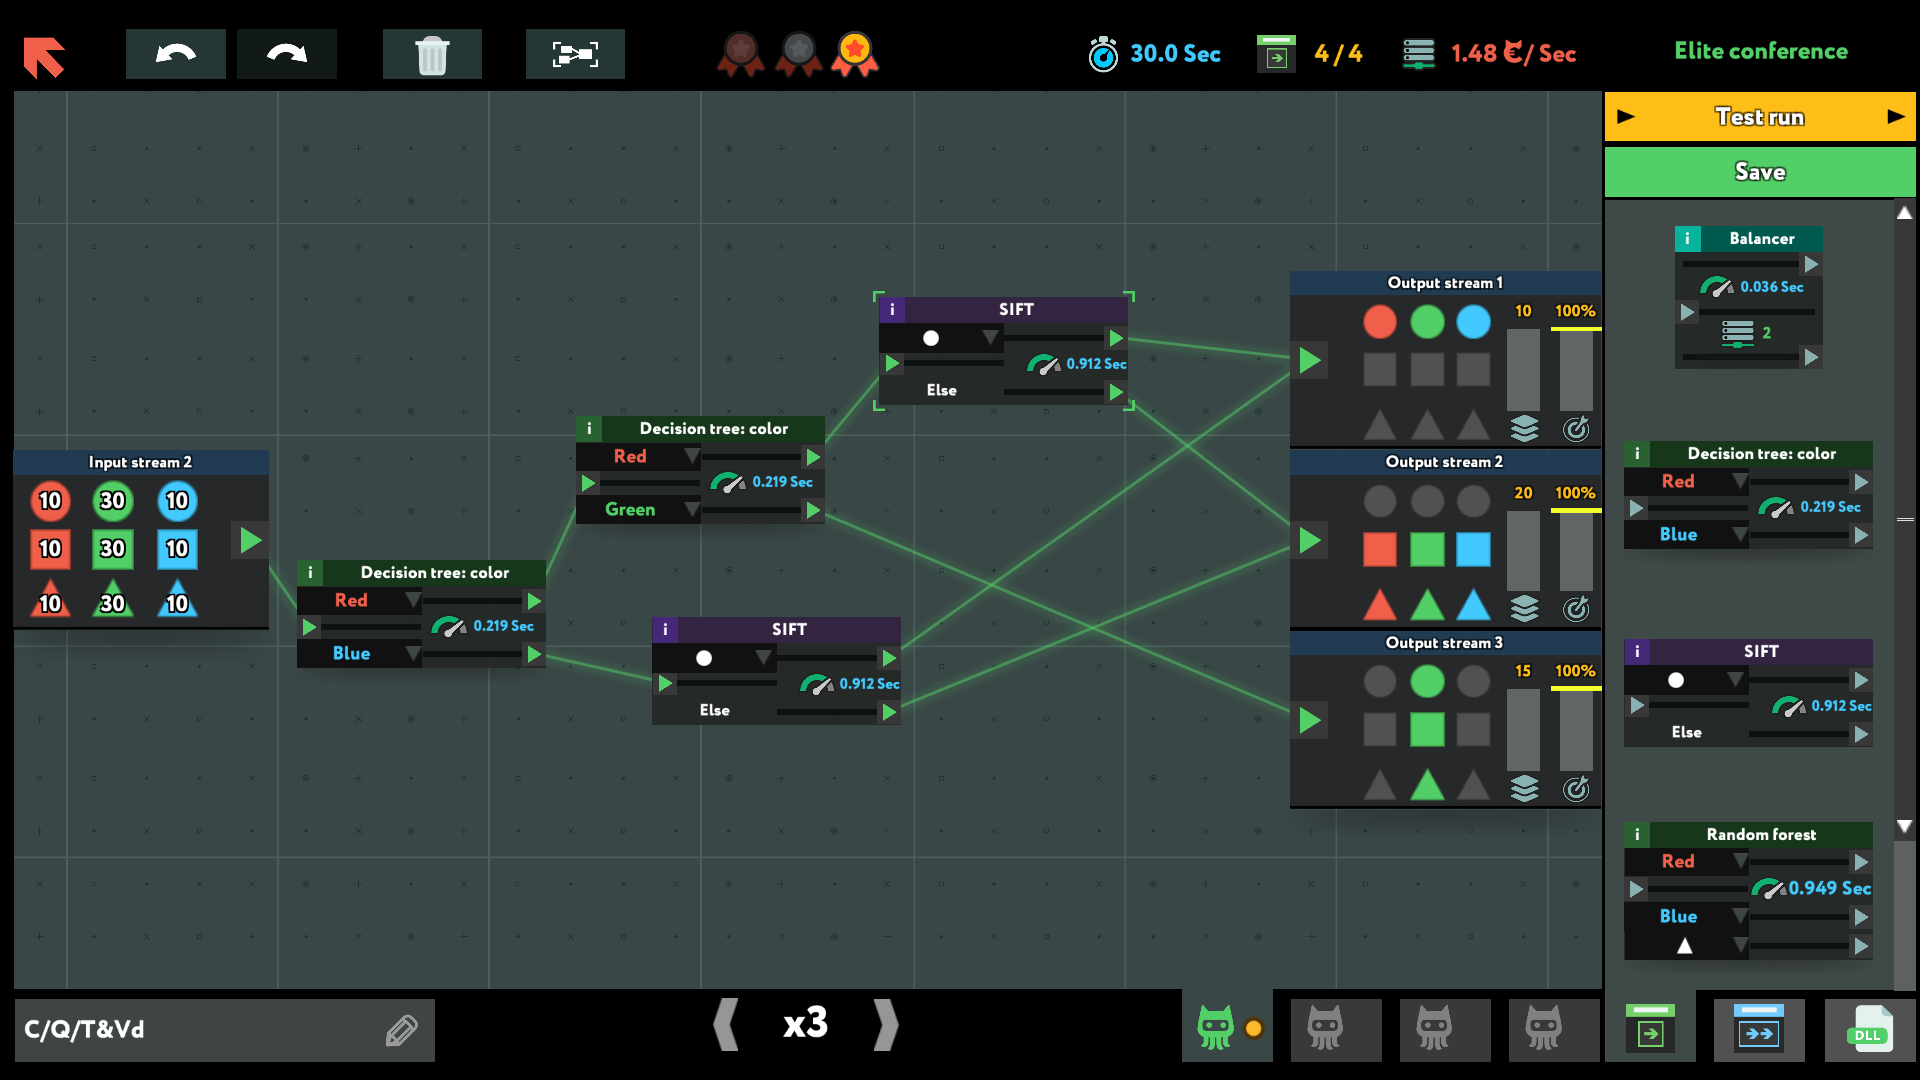 30.0 Sec
4/4
1.48 €/ Sec
Elite conference
Test run
Save
i Balancer
0.036 Sec
2
i Decision tree: color
Red
0.219 Sec
Blue
i SIFT
0.912 Sec
Else
i Random forest
Red
0.949 Sec
Blue
Input stream 2
10 30 10
10 30 10
10 30 10
i Decision tree: color
Red
0.219 Sec
Blue
i Decision tree: color
Red
0.219 Sec
Green
i SIFT
0.912 Sec
Else
i SIFT
0.912 Sec
Else
Output stream 1
10 100%
Output stream 2
20 100%
Output stream 3
15 100%
C/Q/T&Vd
x3
DLL